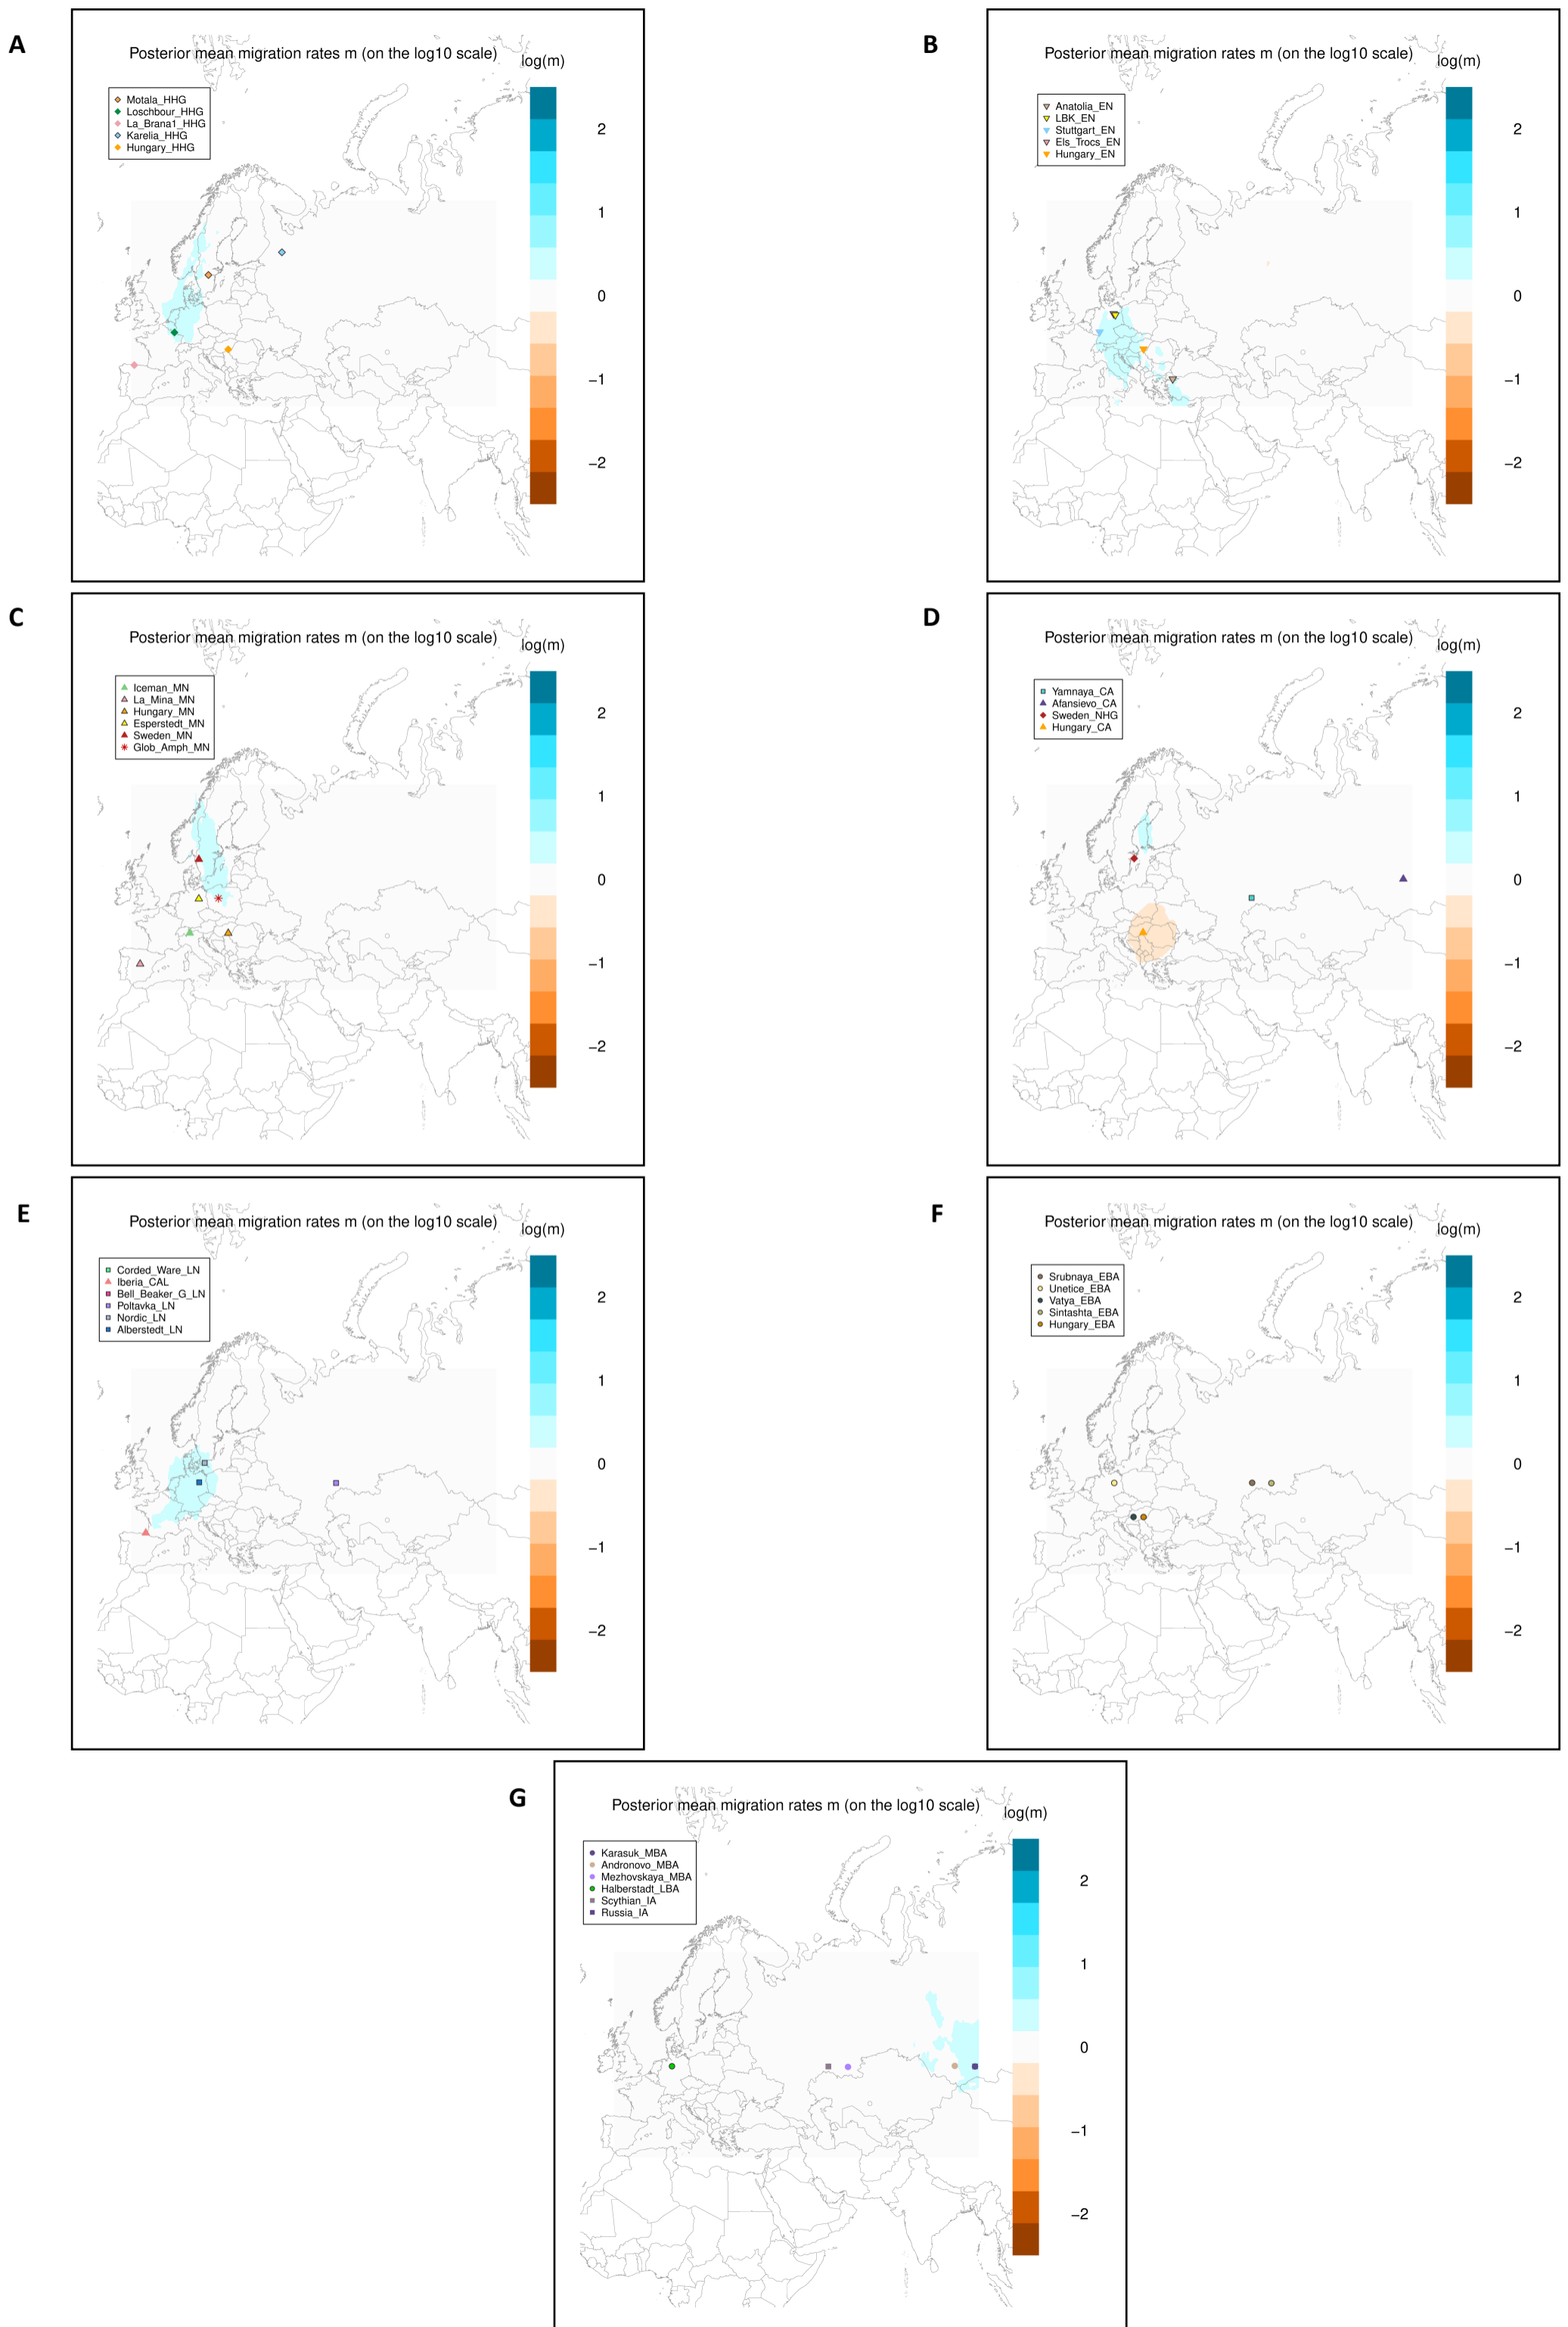 A
Posterior mean migration rates m (on the log10 scale)
log(m)
Motala_HHG
Loschbour_HHG
La_Brana1_HHG
Karelia_HHG
Hungary_HHG
2
1
0
−1
−2
B
Posterior mean migration rates m (on the log10 scale)
log(m)
Anatolia_EN
LBK_EN
Stuttgart_EN
Els_Trocs_EN
Hungary_EN
2
1
0
−1
−2
C
Posterior mean migration rates m (on the log10 scale)
log(m)
Iceman_MN
La_Mina_MN
Hungary_MN
Esperstedt_MN
Sweden_MN
Glob_Amph_MN
2
1
0
−1
−2
D
Posterior mean migration rates m (on the log10 scale)
log(m)
Yamnaya_CA
Afansievo_CA
Sweden_NHG
Hungary_CA
2
1
0
−1
−2
E
Posterior mean migration rates m (on the log10 scale)
log(m)
Corded_Ware_LN
Iberia_CAL
Bell_Beaker_G_LN
Poltavka_LN
Nordic_LN
Alberstedt_LN
2
1
0
−1
−2
F
Posterior mean migration rates m (on the log10 scale)
log(m)
Srubnaya_EBA
Unetice_EBA
Vatya_EBA
Sintashta_EBA
Hungary_EBA
2
1
0
−1
−2
G
Posterior mean migration rates m (on the log10 scale)
log(m)
Karasuk_MBA
Andronovo_MBA
Mezhovskaya_MBA
Halberstadt_LBA
Scythian_IA
Russia_IA
2
1
0
−1
−2